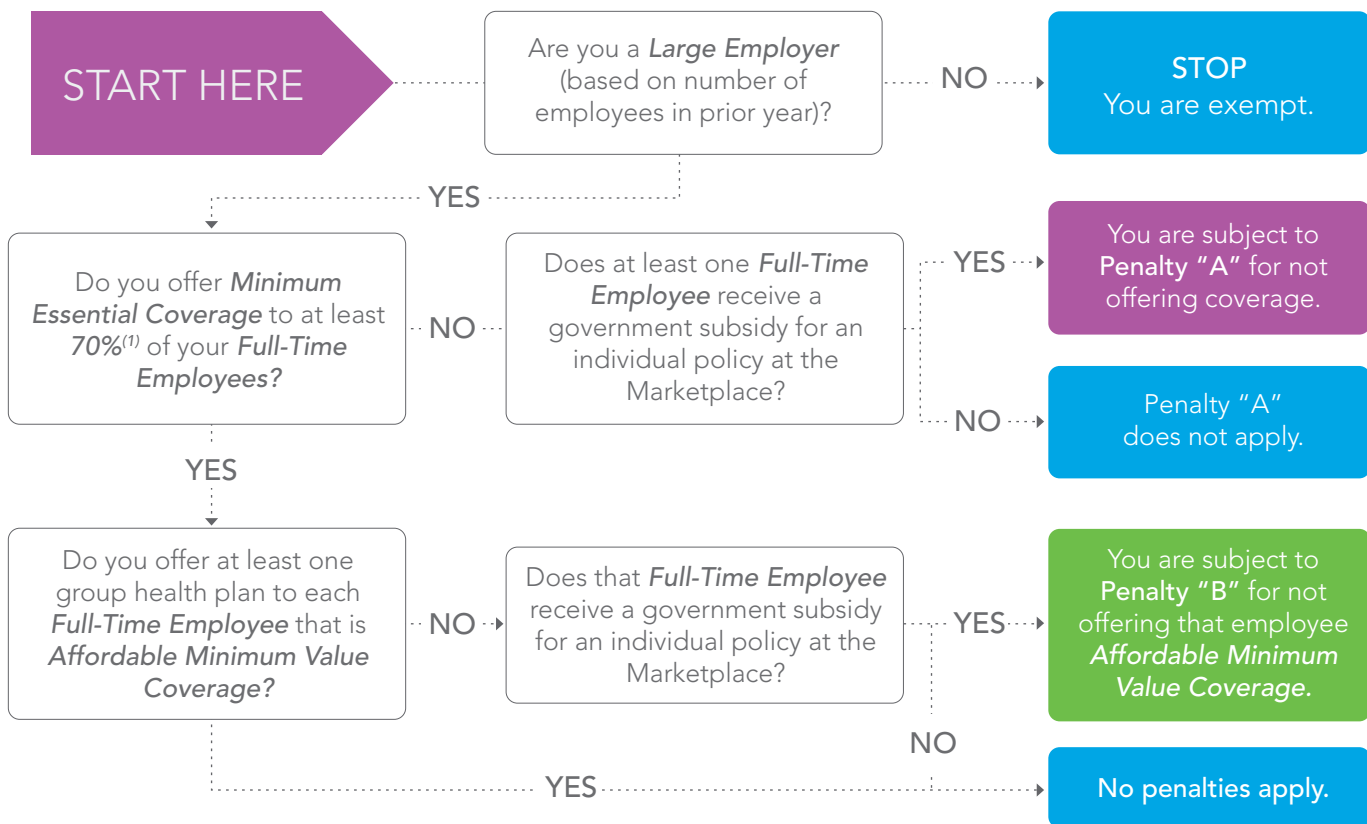 START HERE
Are you a Large Employer
(based on number of
employees in prior year)?
NO
STOP
You are exempt.
YES
Do you offer Minimum
Essential Coverage to at least
70%(1) of your Full-Time
Employees?
NO
Does at least one Full-Time
Employee receive a
government subsidy for an
individual policy at the
Marketplace?
YES
You are subject to
Penalty “A” for not
offering coverage.
NO
Penalty “A”
does not apply.
YES
Do you offer at least one
group health plan to each
Full-Time Employee that is
Affordable Minimum Value
Coverage?
NO
Does that Full-Time Employee
receive a government subsidy
for an individual policy at the
Marketplace?
YES
You are subject to
Penalty “B” for not
offering that employee
Affordable Minimum
Value Coverage.
NO
YES
No penalties apply.